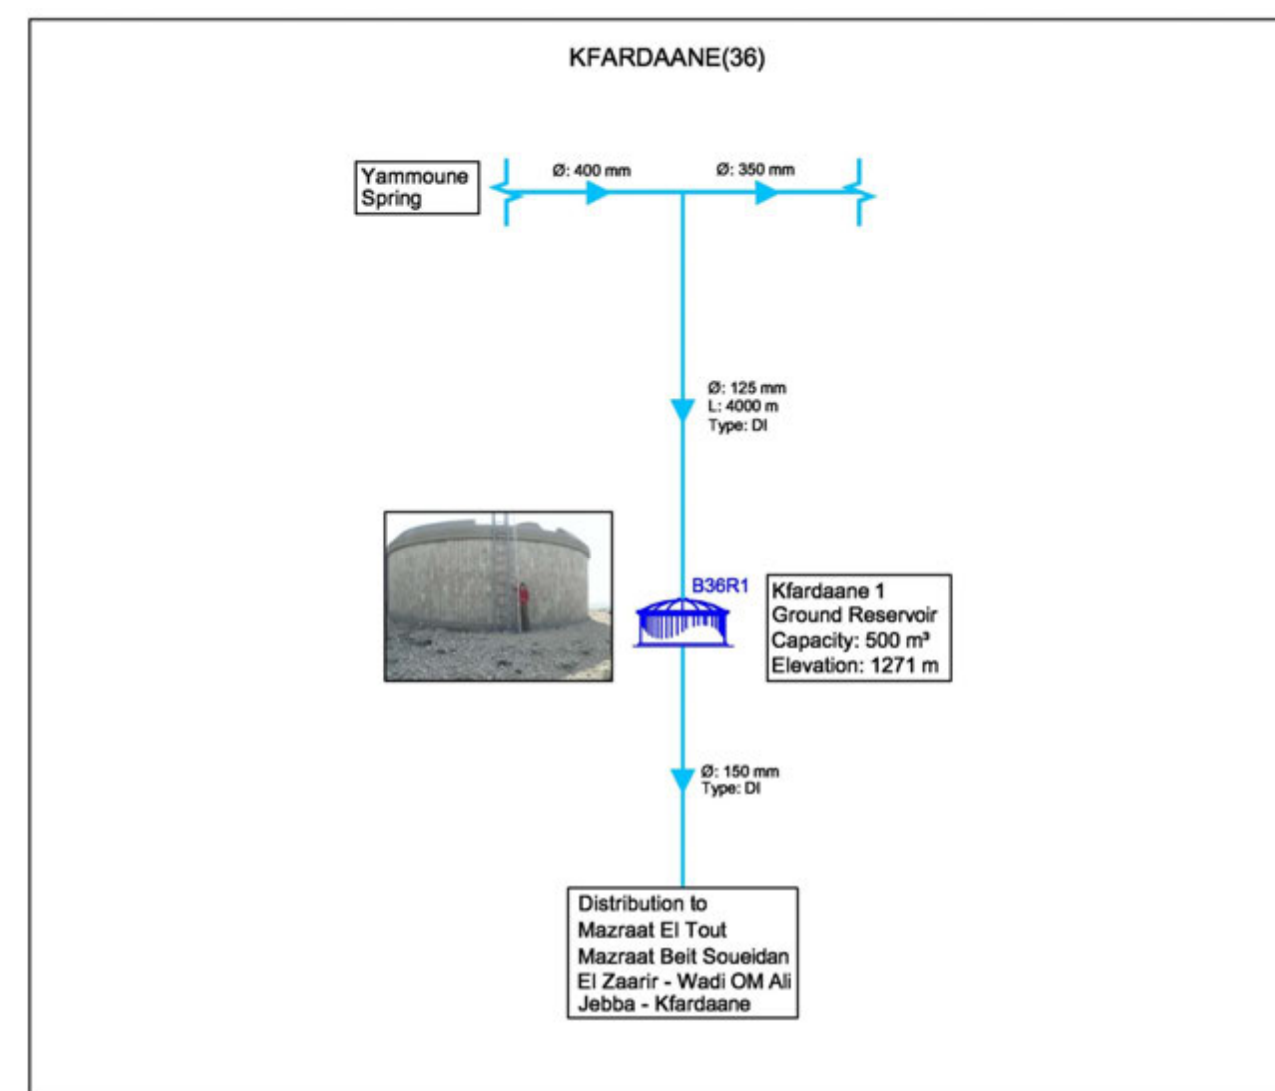 KFARDAANE(36)
Yammoune
Spring
Ø: 400 mm
Ø: 350 mm
Ø: 125 mm
L: 4000 m
Type: DI
B36R1
Kfardaane 1
Ground Reservoir
Capacity: 500 m³
Elevation: 1271 m
Ø: 150 mm
Type: DI
Distribution to
Mazraat El Tout
Mazraat Beit Soueidan
El Zaarir - Wadi OM Ali
Jebba - Kfardaane